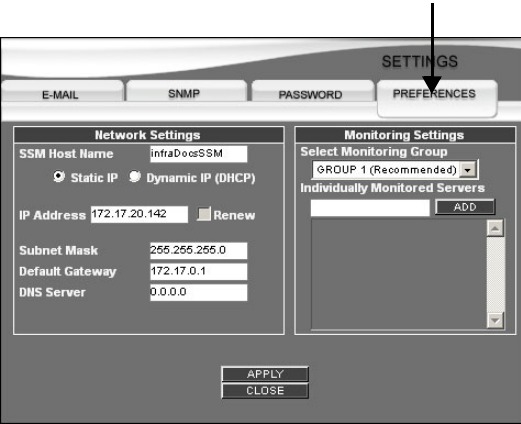 SETTINGS
E-MAIL SNMP PASSWORD PREFERENCES
Network Settings
SSM Host Name infraDocsSSM
Static IP Dynamic IP (DHCP)
IP Address 172.17.20.142 Renew
Subnet Mask 255.255.255.0
Default Gateway 172.17.0.1
DNS Server 0.0.0.0
Monitoring Settings
Select Monitoring Group
GROUP 1 (Recommended)
Individually Monitored Servers
ADD
APPLY
CLOSE